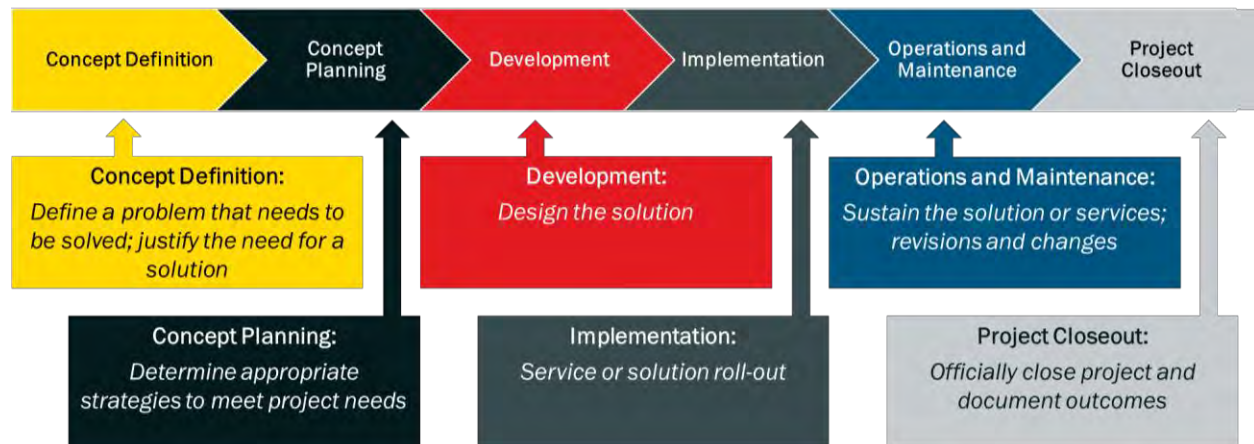 Concept Definition
Concept
Planning
Development
Implementation
Operations and
Maintenance
Project
Closeout
Concept Definition:
Define a problem that needs to
be solved; justify the need for a
solution
Development:
Design the solution
Operations and Maintenance:
Sustain the solution or services;
revisions and changes
Concept Planning:
Determine appropriate
strategies to meet project needs
Implementation:
Service or solution roll-out
Project Closeout:
Officially close project and
document outcomes